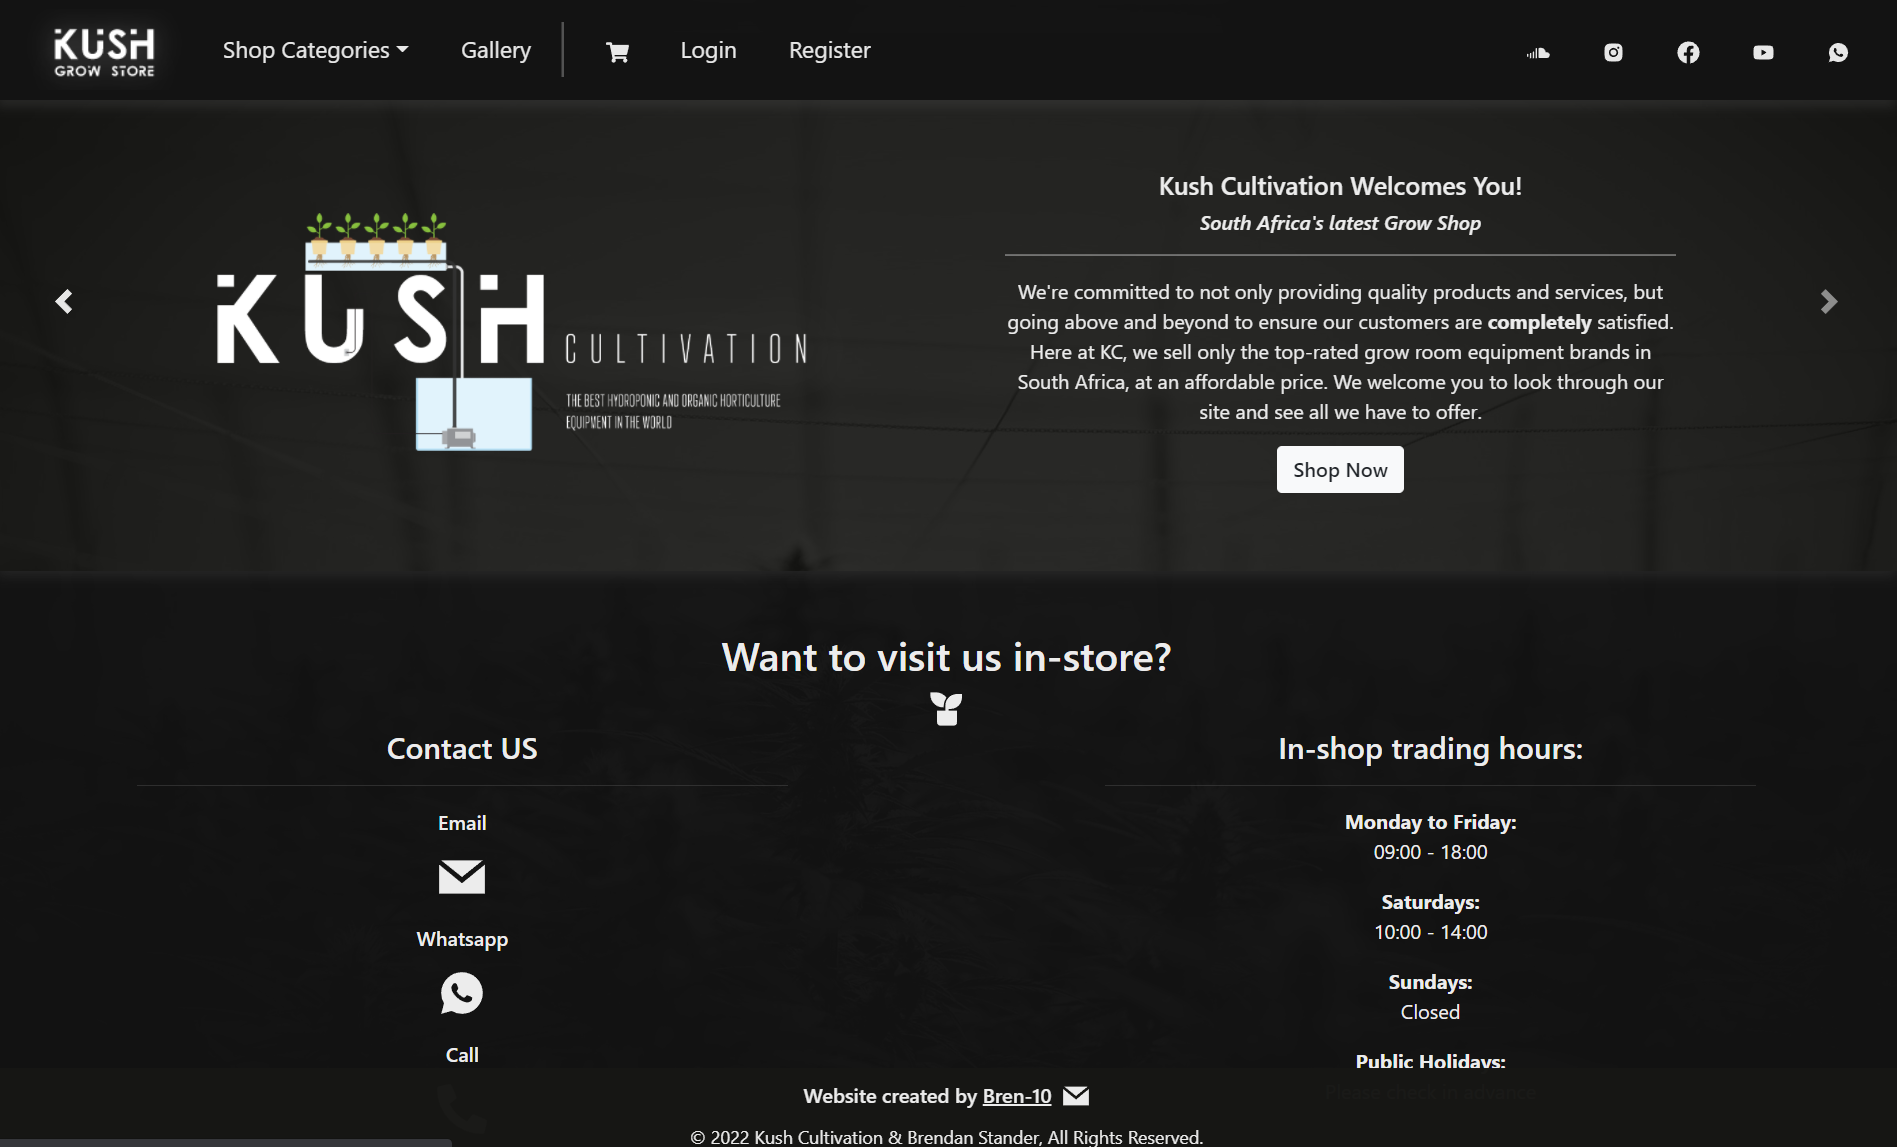 KUSH
GROW STORE
Shop Categories
Gallery
Login
Register
KUSH CULTIVATION
THE BEST HYDROPONIC AND ORGANIC HORTICULTURE
EQUIPMENT IN THE WORLD
Kush Cultivation Welcomes You!
South Africa's latest Grow Shop
We're committed to not only providing quality products and services, but
going above and beyond to ensure our customers are completely satisfied.
Here at KC, we sell only the top-rated grow room equipment brands in
South Africa, at an affordable price. We welcome you to look through our
site and see all we have to offer.
Shop Now
Want to visit us in-store?
Contact US
Email
Whatsapp
Call
In-shop trading hours:
Monday to Friday:
09:00 - 18:00
Saturdays:
10:00 - 14:00
Sundays:
Closed
Public Holidays:
Please check in advance
Website created by Bren-10
© 2022 Kush Cultivation & Brendan Stander, All Rights Reserved.